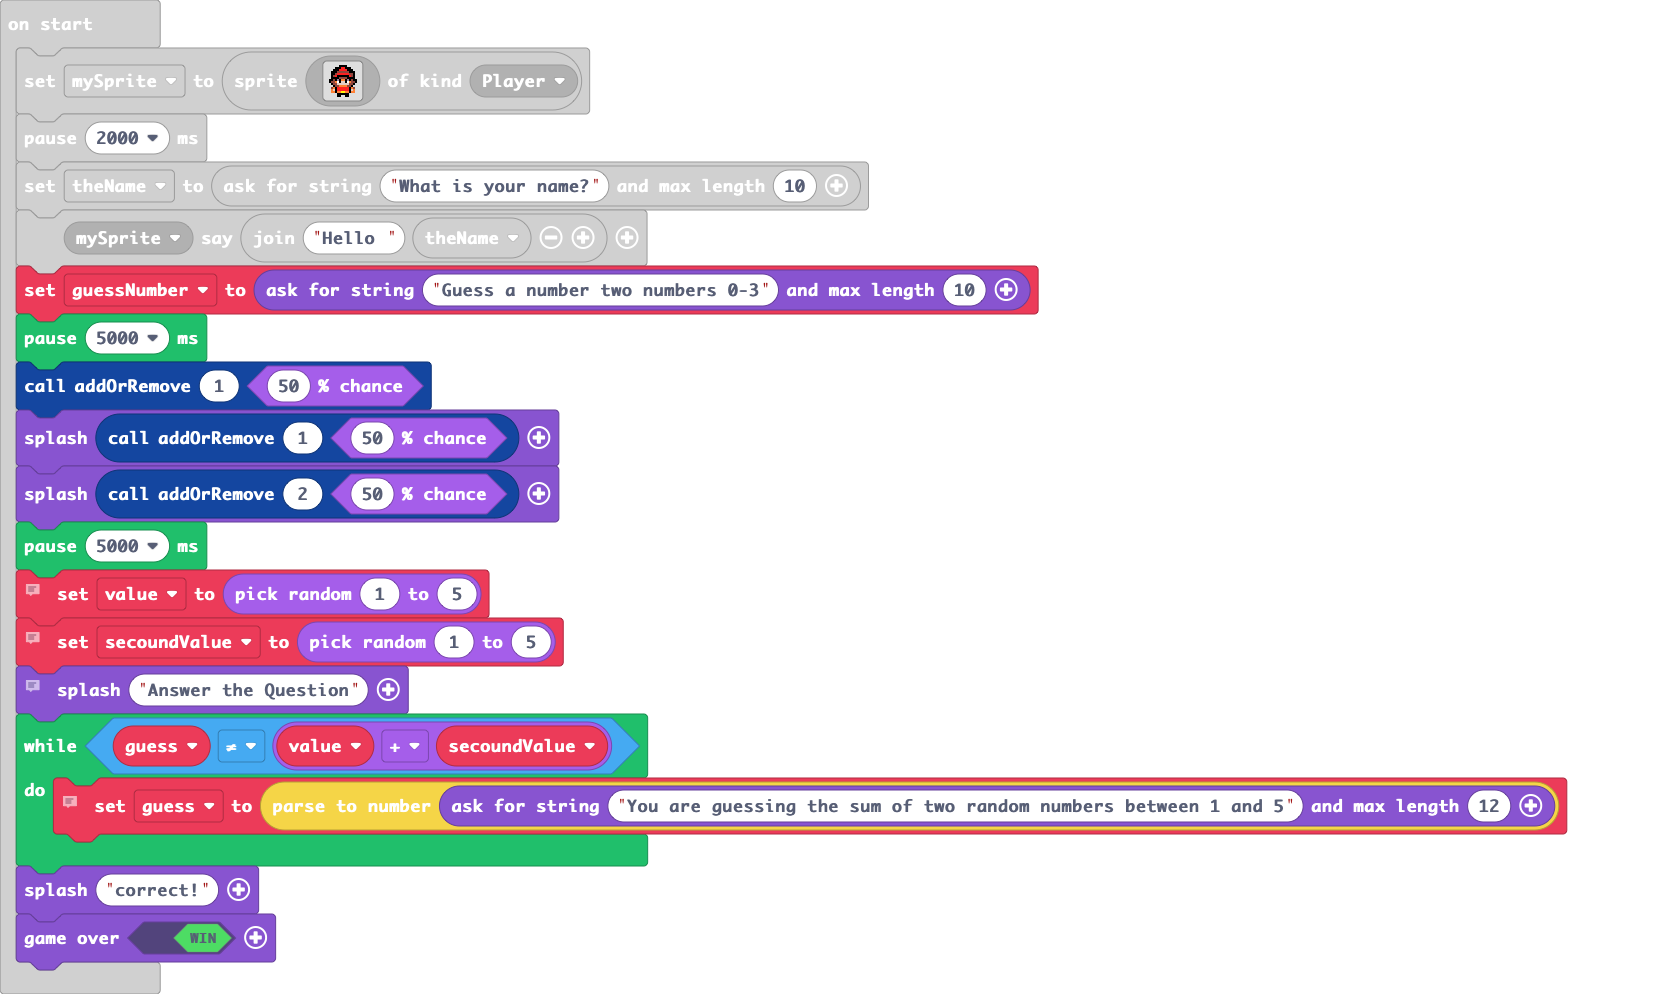 on start
set mySprite to sprite of kind Player
pause 2000 ms
set theName to ask for string "What is your name?" and max length 10
mySprite say join "Hello " theName
set guessNumber to ask for string "Guess a number two numbers 0-3" and max length 10
pause 5000 ms
call addOrRemove 1 50 % chance
splash call addOrRemove 1 50 % chance
splash call addOrRemove 2 50 % chance
pause 5000 ms
set value to pick random 1 to 5
set secoundValue to pick random 1 to 5
splash "Answer the Question"
while guess ≠ value + secoundValue
do set guess to parse to number ask for string "You are guessing the sum of two random numbers between 1 and 5" and max length 12
splash "correct!"
game over WIN